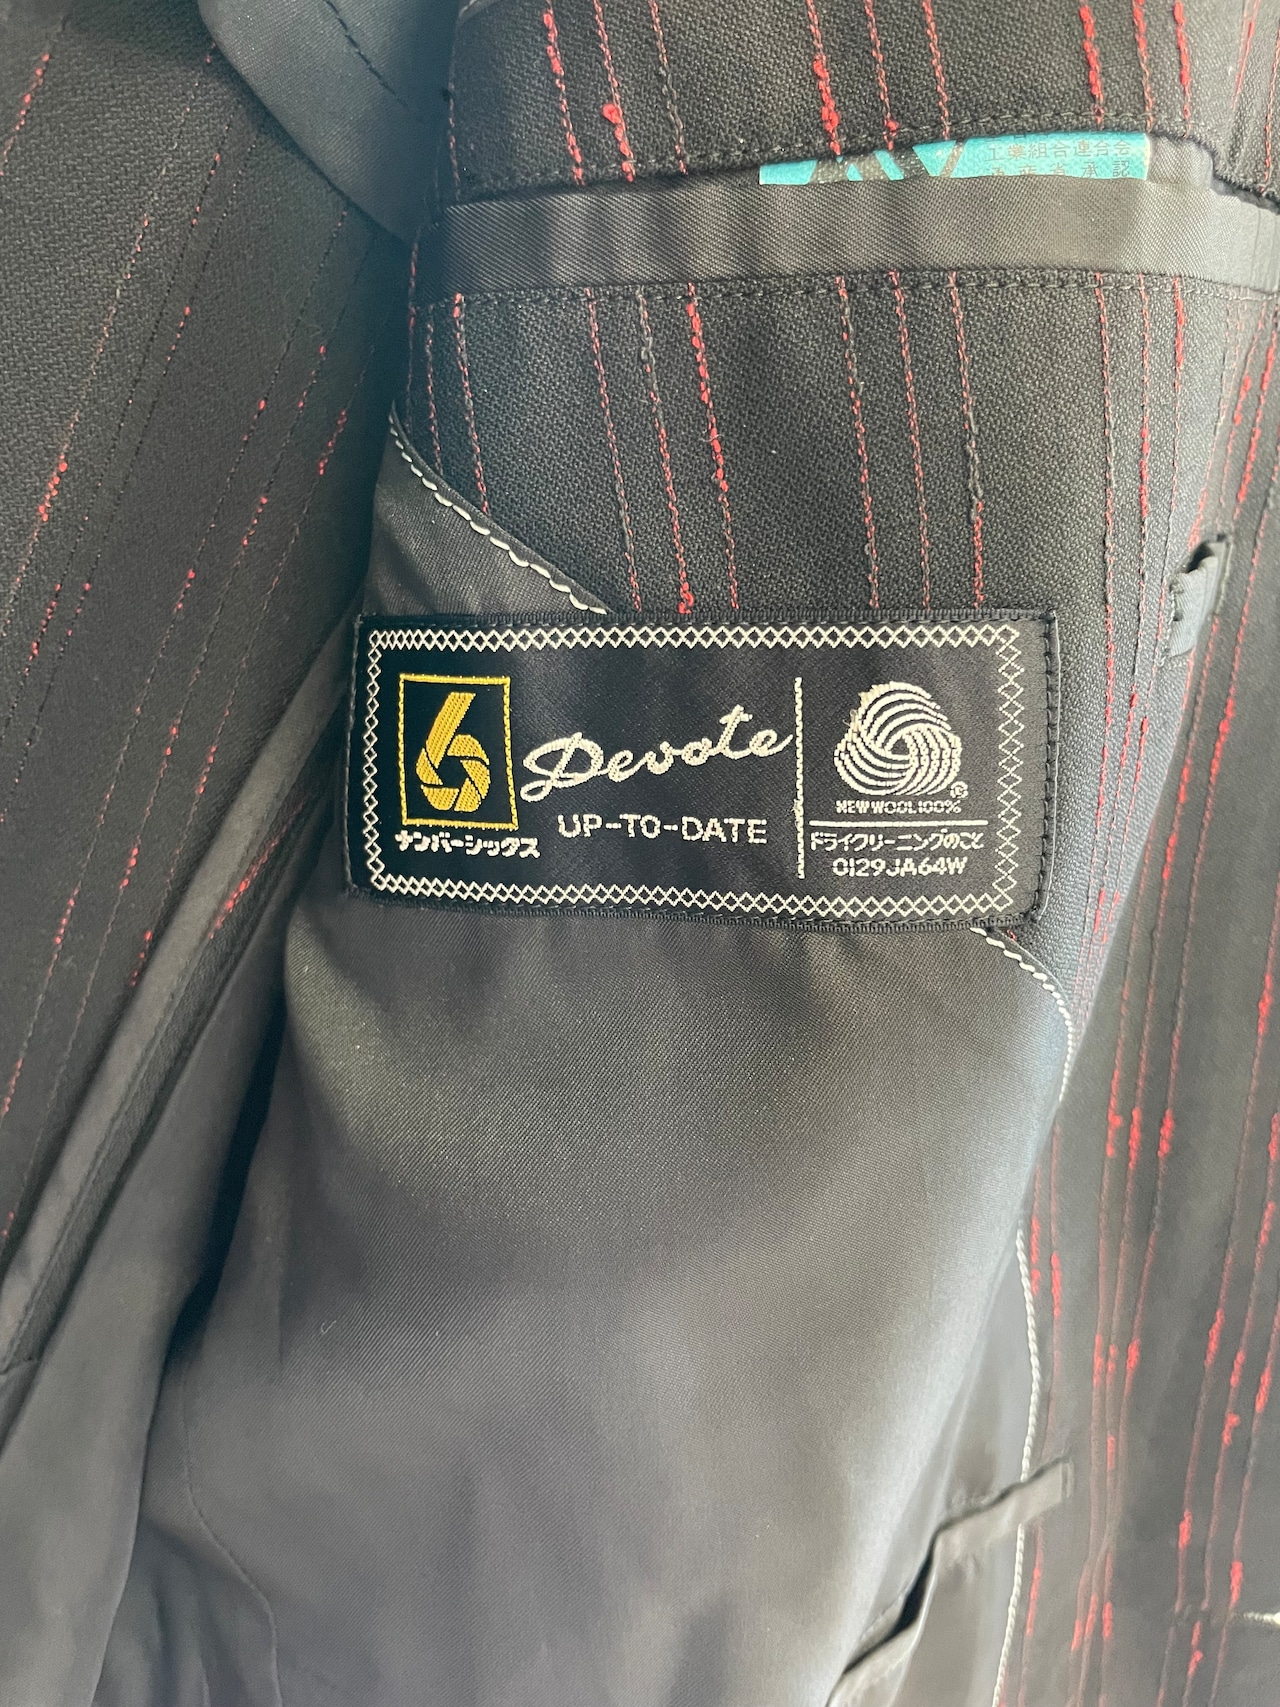 工業組合連合会
6
Devote
UP-TO-DATE
ナンバーシックス
R
NEW WOOL 100%
ドライクリーニングのこと
0129JA64W